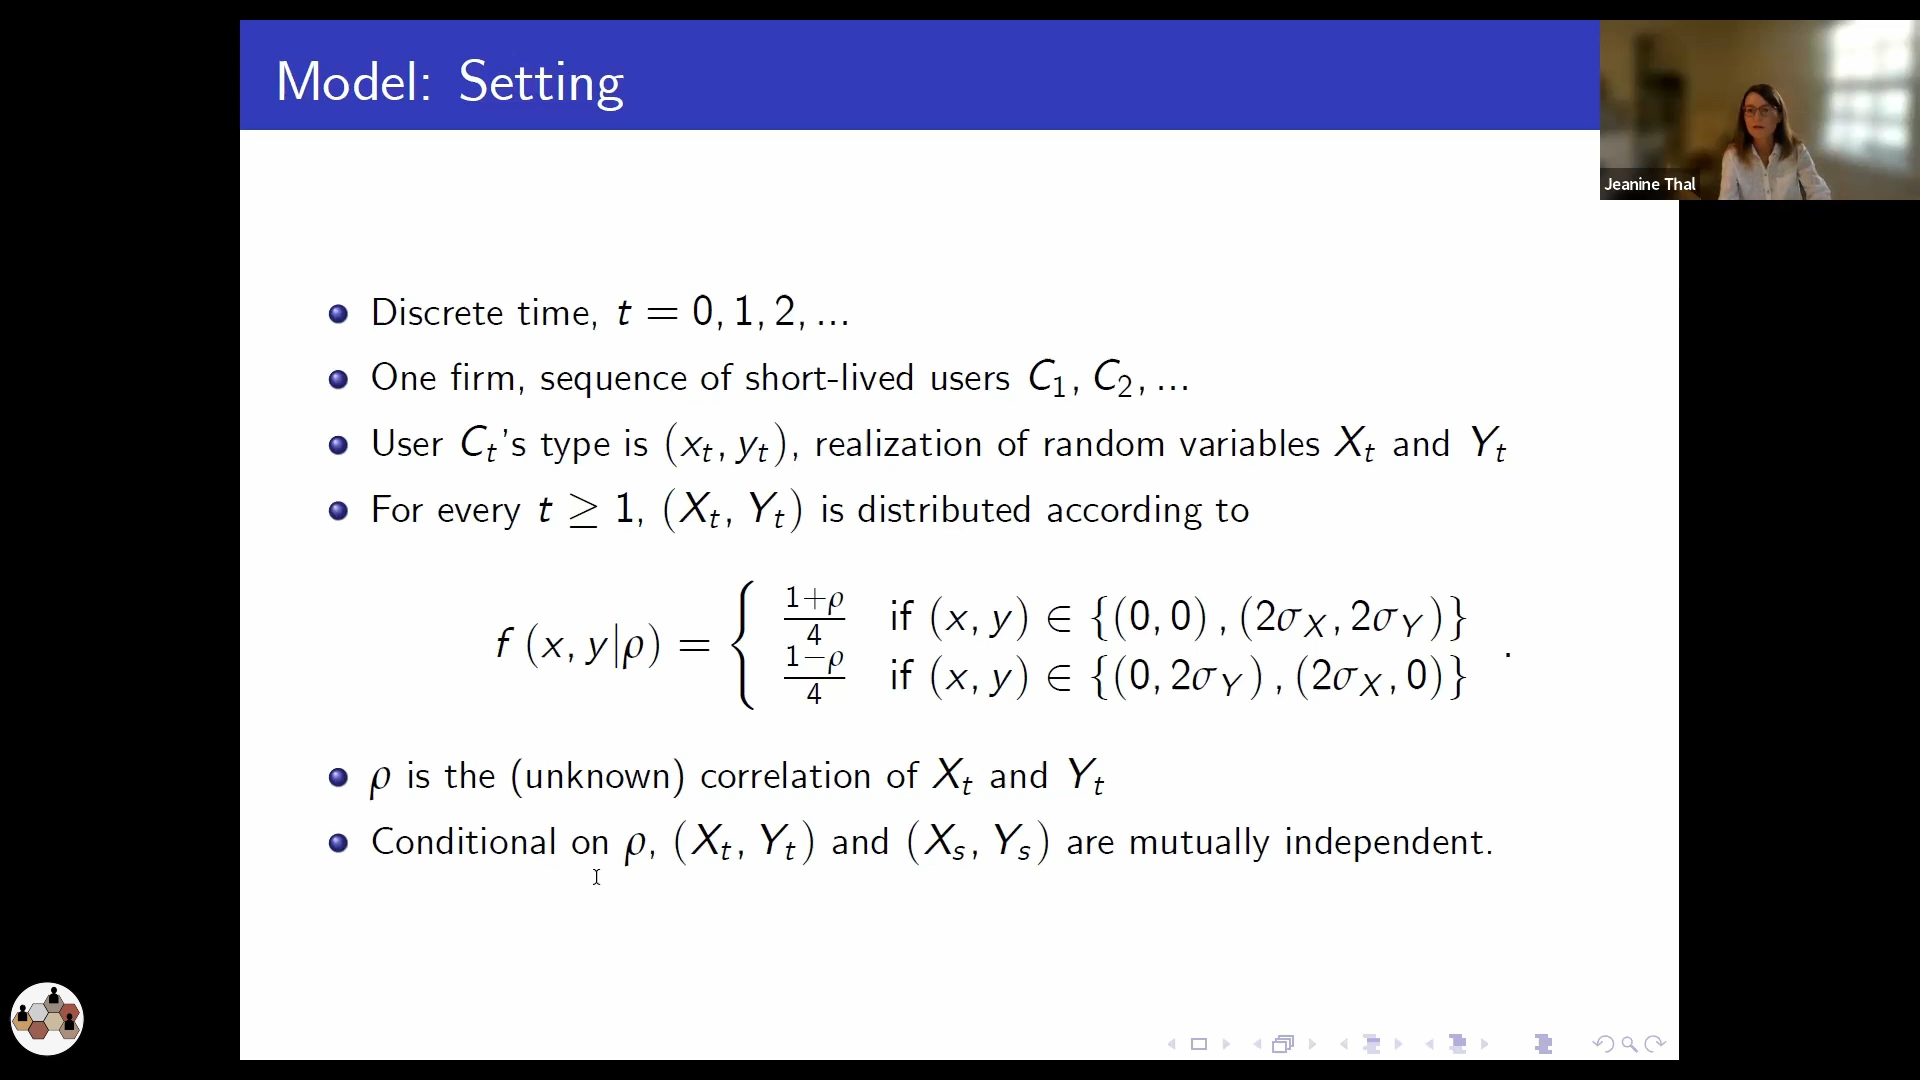 Model: Setting
Jeanine Thal
Discrete time, t = 0, 1, 2, ...
One firm, sequence of short-lived users C₁, C₂, ...
User Cₜ's type is (xₜ, yₜ), realization of random variables Xₜ and Yₜ
For every t ≥ 1, (Xₜ, Yₜ) is distributed according to
f (x, y|ρ) = { (1+ρ)/4 if (x, y) ∈ {(0, 0) , (2σ_X, 2σ_Y)}
(1−ρ)/4 if (x, y) ∈ {(0, 2σ_Y) , (2σ_X, 0)} .
ρ is the (unknown) correlation of Xₜ and Yₜ
Conditional on ρ, (Xₜ, Yₜ) and (Xₛ, Yₛ) are mutually independent.